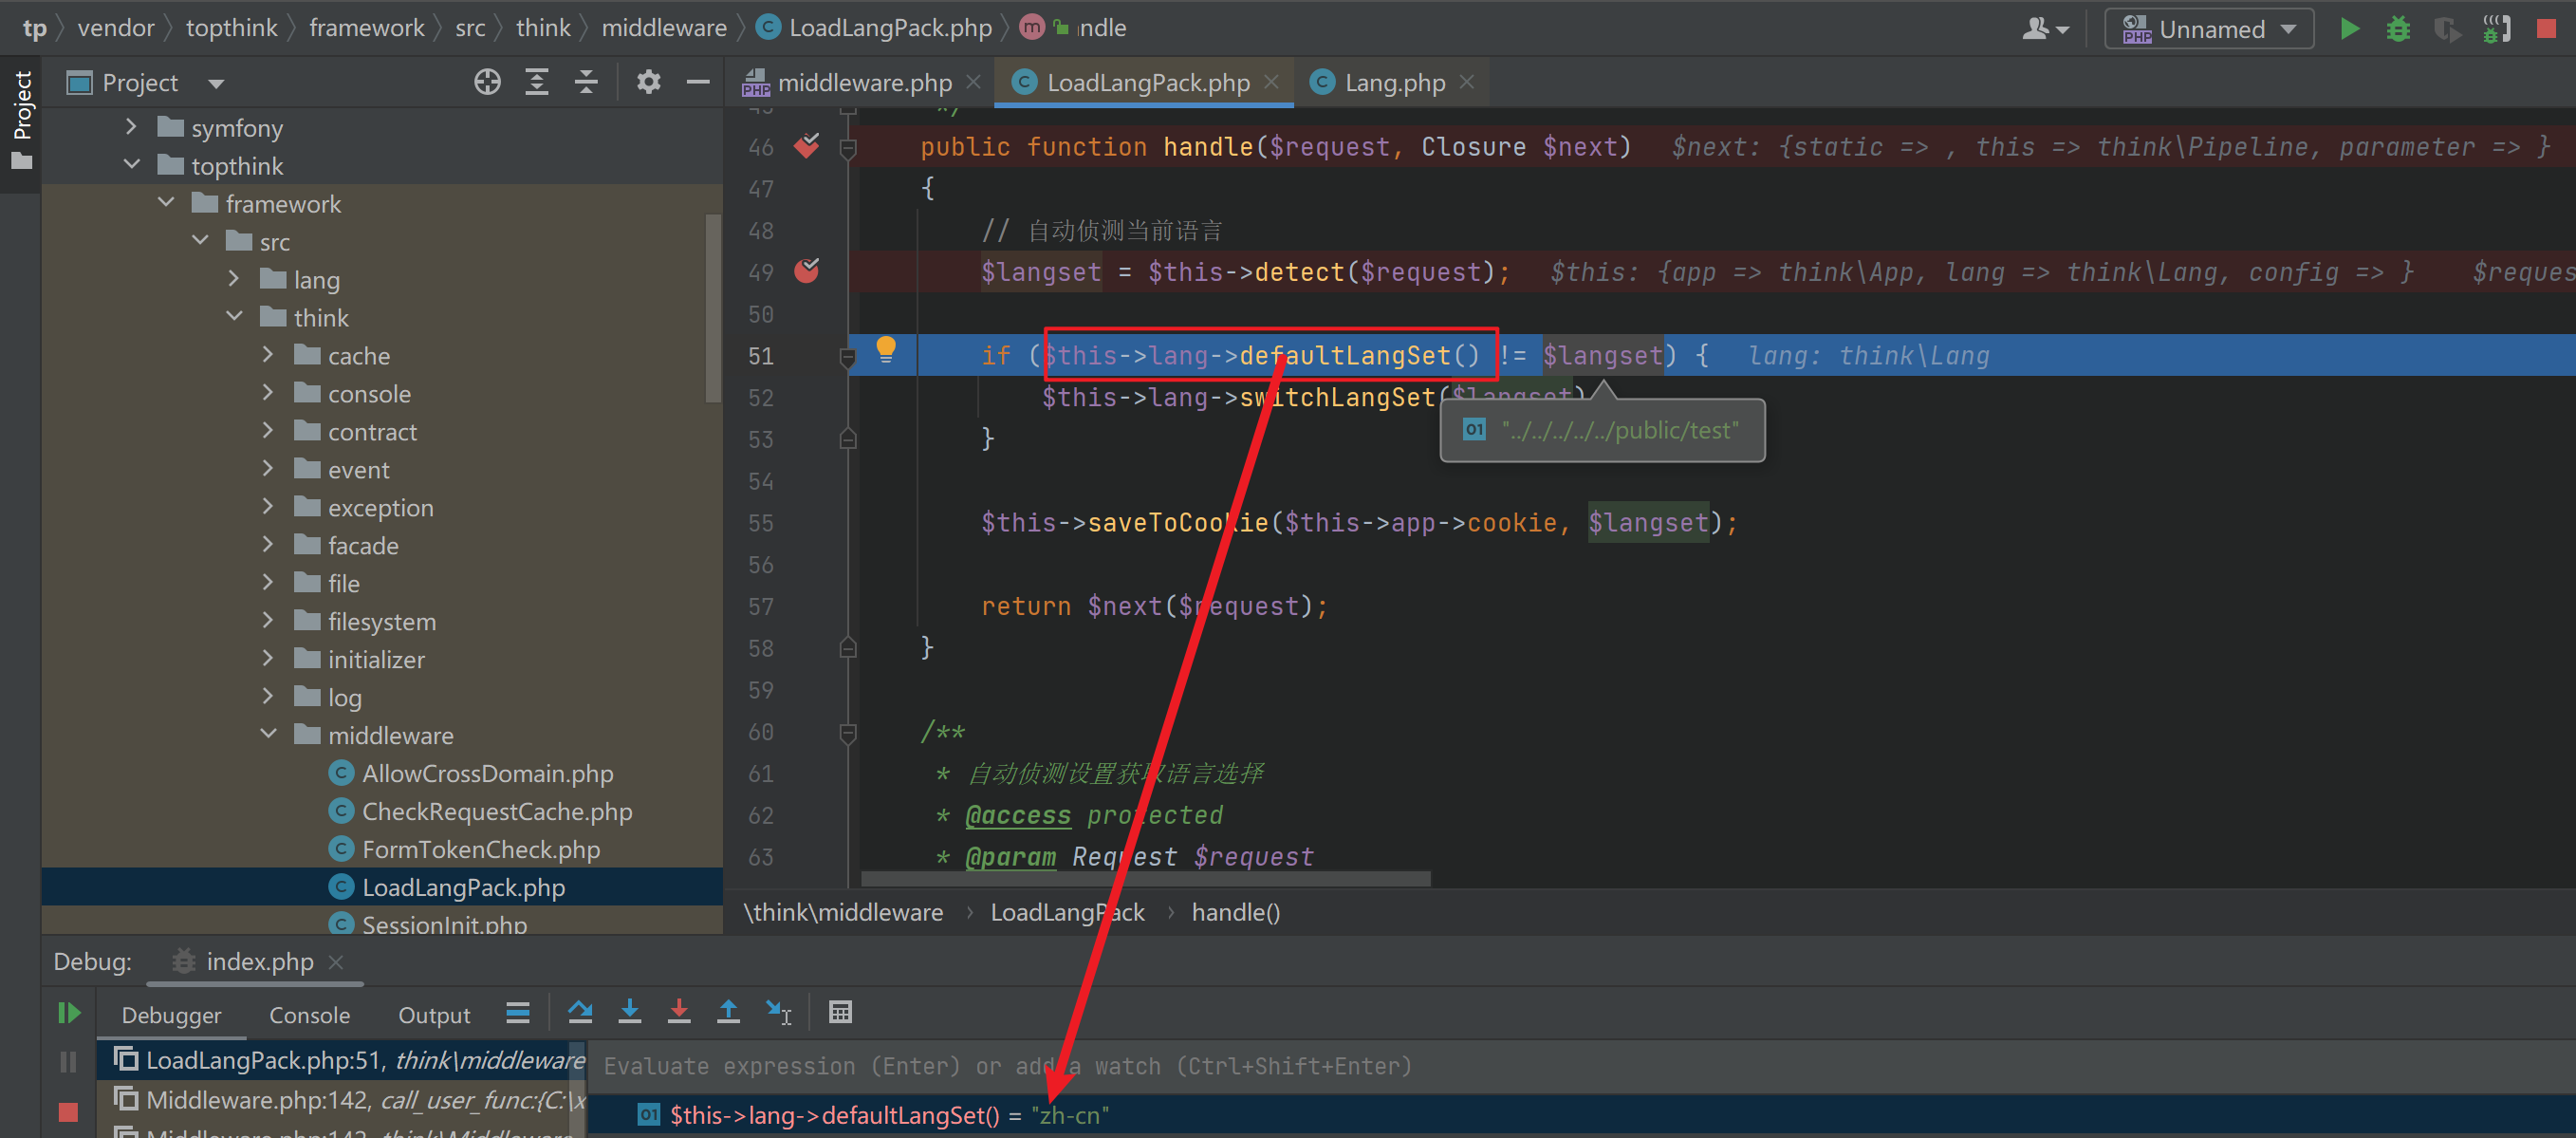 tp vendor topthink framework src think middleware LoadLangPack.php m ndle
Unnamed
Project
Project
symfony
topthink
framework
src
lang
think
cache
console
contract
event
exception
facade
file
filesystem
initializer
log
middleware
AllowCrossDomain.php
CheckRequestCache.php
FormTokenCheck.php
LoadLangPack.php
SessionInit.php
middleware.php LoadLangPack.php Lang.php
45 */
46 public function handle($request, Closure $next) $next: {static => , this => think\Pipeline, parameter => }
47 {
48 // 自动侦测当前语言
49 $langset = $this->detect($request); $this: {app => think\App, lang => think\Lang, config => } $reques
50
51 if ($this->lang->defaultLangSet() != $langset) { lang: think\Lang
52 $this->lang->switchLangSet($langset)
01 "../../../../../public/test"
53 }
54
55 $this->saveToCookie($this->app->cookie, $langset);
56
57 return $next($request);
58 }
59
60 /**
61 * 自动侦测设置获取语言选择
62 * @access protected
63 * @param Request $request
\think\middleware › LoadLangPack › handle()
Debug: index.php
Debugger Console Output
LoadLangPack.php:51, think\middleware
Middleware.php:142, call_user_func:{C:\x
Middleware.php:142, think\Middleware
Evaluate expression (Enter) or add a watch (Ctrl+Shift+Enter)
01 $this->lang->defaultLangSet() = "zh-cn"